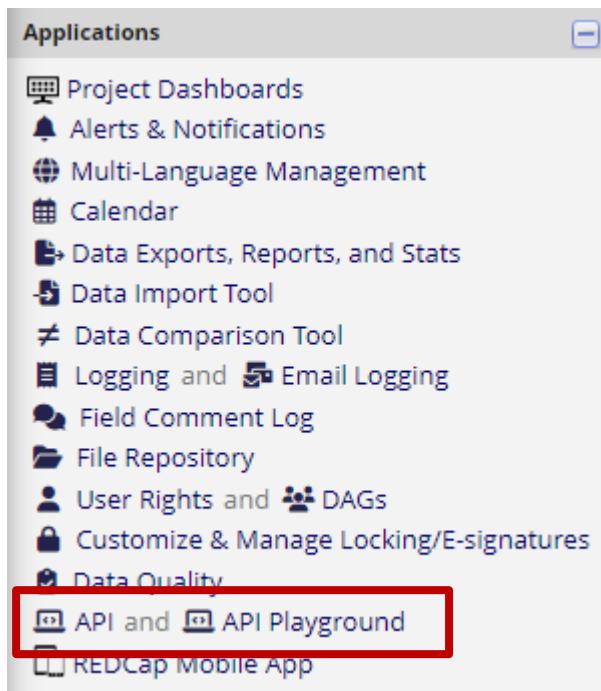 Applications
Project Dashboards
Alerts & Notifications
Multi-Language Management
Calendar
Data Exports, Reports, and Stats
Data Import Tool
Data Comparison Tool
Logging and Email Logging
Field Comment Log
File Repository
User Rights and DAGs
Customize & Manage Locking/E-signatures
Data Quality
API and API Playground
REDCap Mobile App